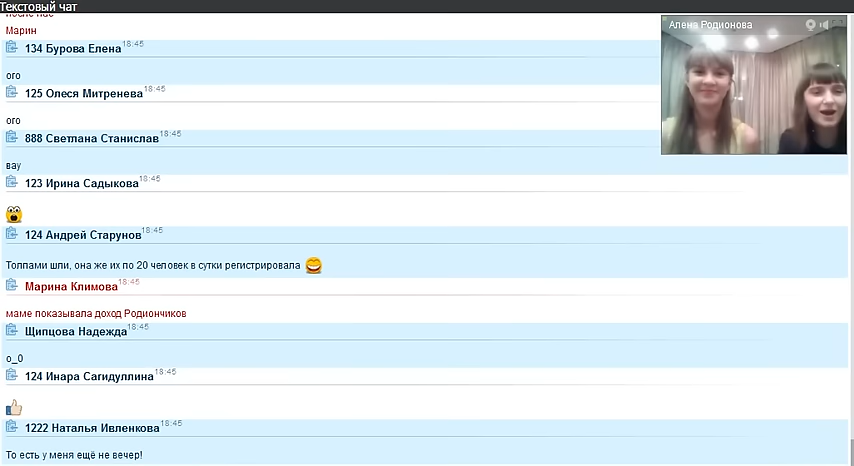 Текстовый чат
после нас
Марин
134 Бурова Елена 18:45
ого
125 Олеся Митренева 18:45
ого
888 Светлана Станислав 18:45
вау
123 Ирина Садыкова 18:45
124 Андрей Старунов 18:45
Толпами шли, она же их по 20 человек в сутки регистрировала
Марина Климова 18:45
маме показывала доход Родиончиков
Щипцова Надежда 18:45
о_0
124 Инара Сагидуллина 18:45
1222 Наталья Ивленкова 18:45
То есть у меня ещё не вечер!
Алена Родионова